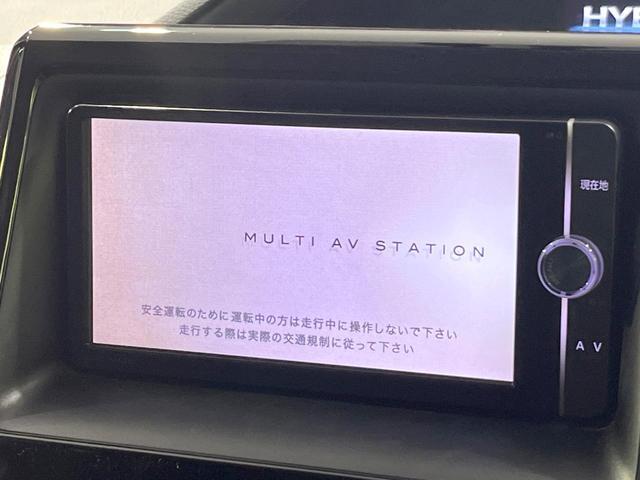 HYB
現在地
MULTI AV STATION
安全運転のために運転中の方は走行中に操作しないで下さい
走行する際は実際の交通規制に従って下さい
AV